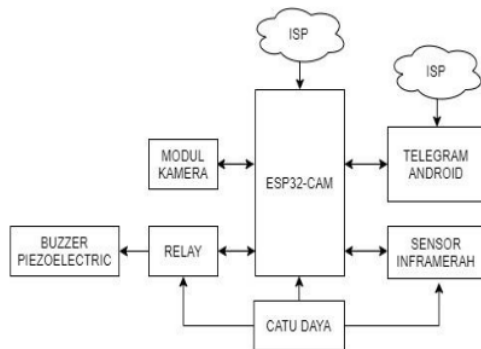 ISP
ISP
MODUL
KAMERA
ESP32-CAM
TELEGRAM
ANDROID
BUZZER
PIEZOELECTRIC
RELAY
SENSOR
INFRAMERAH
CATU DAYA